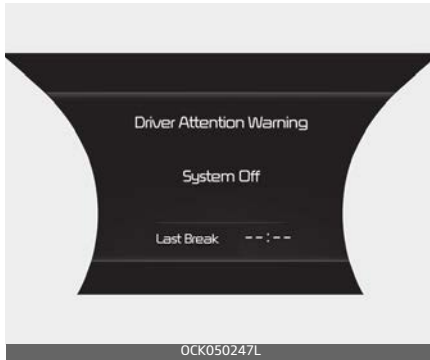 Driver Attention Warning
System Off
Last Break --:--
OCK050247L